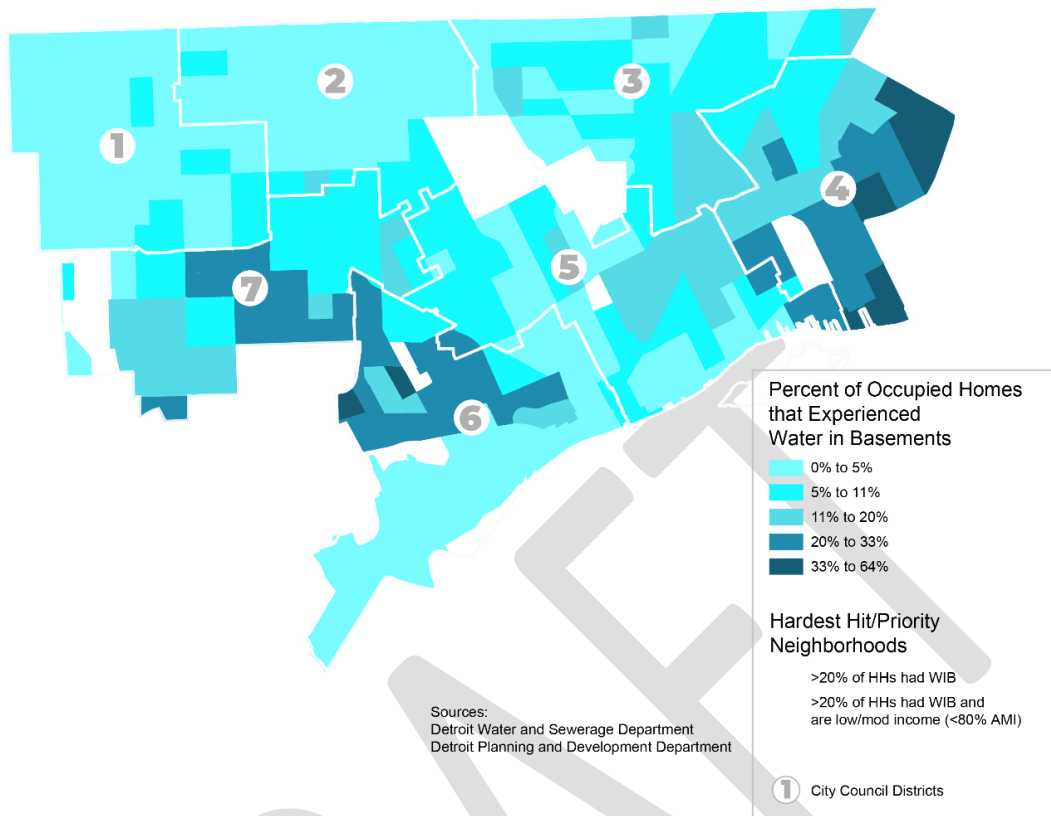 1
2
3
4
5
6
7
Percent of Occupied Homes
that Experienced
Water in Basements
0% to 5%
5% to 11%
11% to 20%
20% to 33%
33% to 64%
Hardest Hit/Priority
Neighborhoods
>20% of HHs had WIB
>20% of HHs had WIB and
are low/mod income (<80% AMI)
1 City Council Districts
Sources:
Detroit Water and Sewerage Department
Detroit Planning and Development Department
DRAFT